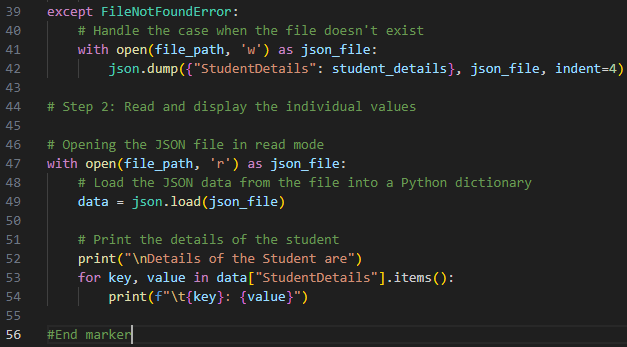 39 except FileNotFoundError:
40     # Handle the case when the file doesn't exist
41     with open(file_path, 'w') as json_file:
42         json.dump({"StudentDetails": student_details}, json_file, indent=4)
43
44 # Step 2: Read and display the individual values
45
46 # Opening the JSON file in read mode
47 with open(file_path, 'r') as json_file:
48     # Load the JSON data from the file into a Python dictionary
49     data = json.load(json_file)
50
51     # Print the details of the student
52     print("\nDetails of the Student are")
53     for key, value in data["StudentDetails"].items():
54         print(f"\t{key}: {value}")
55
56 #End marker